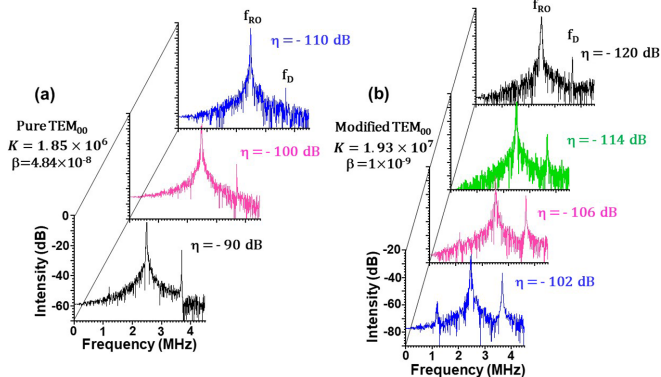 f_RO
η = - 110 dB
f_D
(a)
Pure TEM₀₀
K = 1.85 × 10⁶
β=4.84×10⁻⁸
η = - 100 dB
η = - 90 dB
Intensity (dB)
0
-20
-40
-60
0 1 2 3 4
Frequency (MHz)
f_RO
f_D
η = - 120 dB
(b)
Modified TEM₀₀
K = 1.93 × 10⁷
β=1×10⁻⁹
η = - 114 dB
η = - 106 dB
η = - 102 dB
Intensity (dB)
-20
-40
-60
-80
0 1 2 3 4
Frequency (MHz)